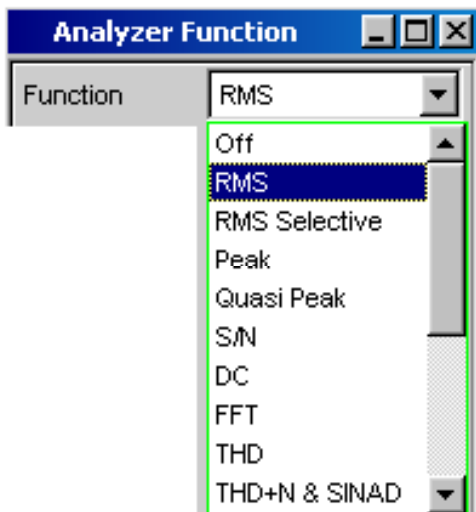 Analyzer Function
Function RMS
Off
RMS
RMS Selective
Peak
Quasi Peak
S/N
DC
FFT
THD
THD+N & SINAD